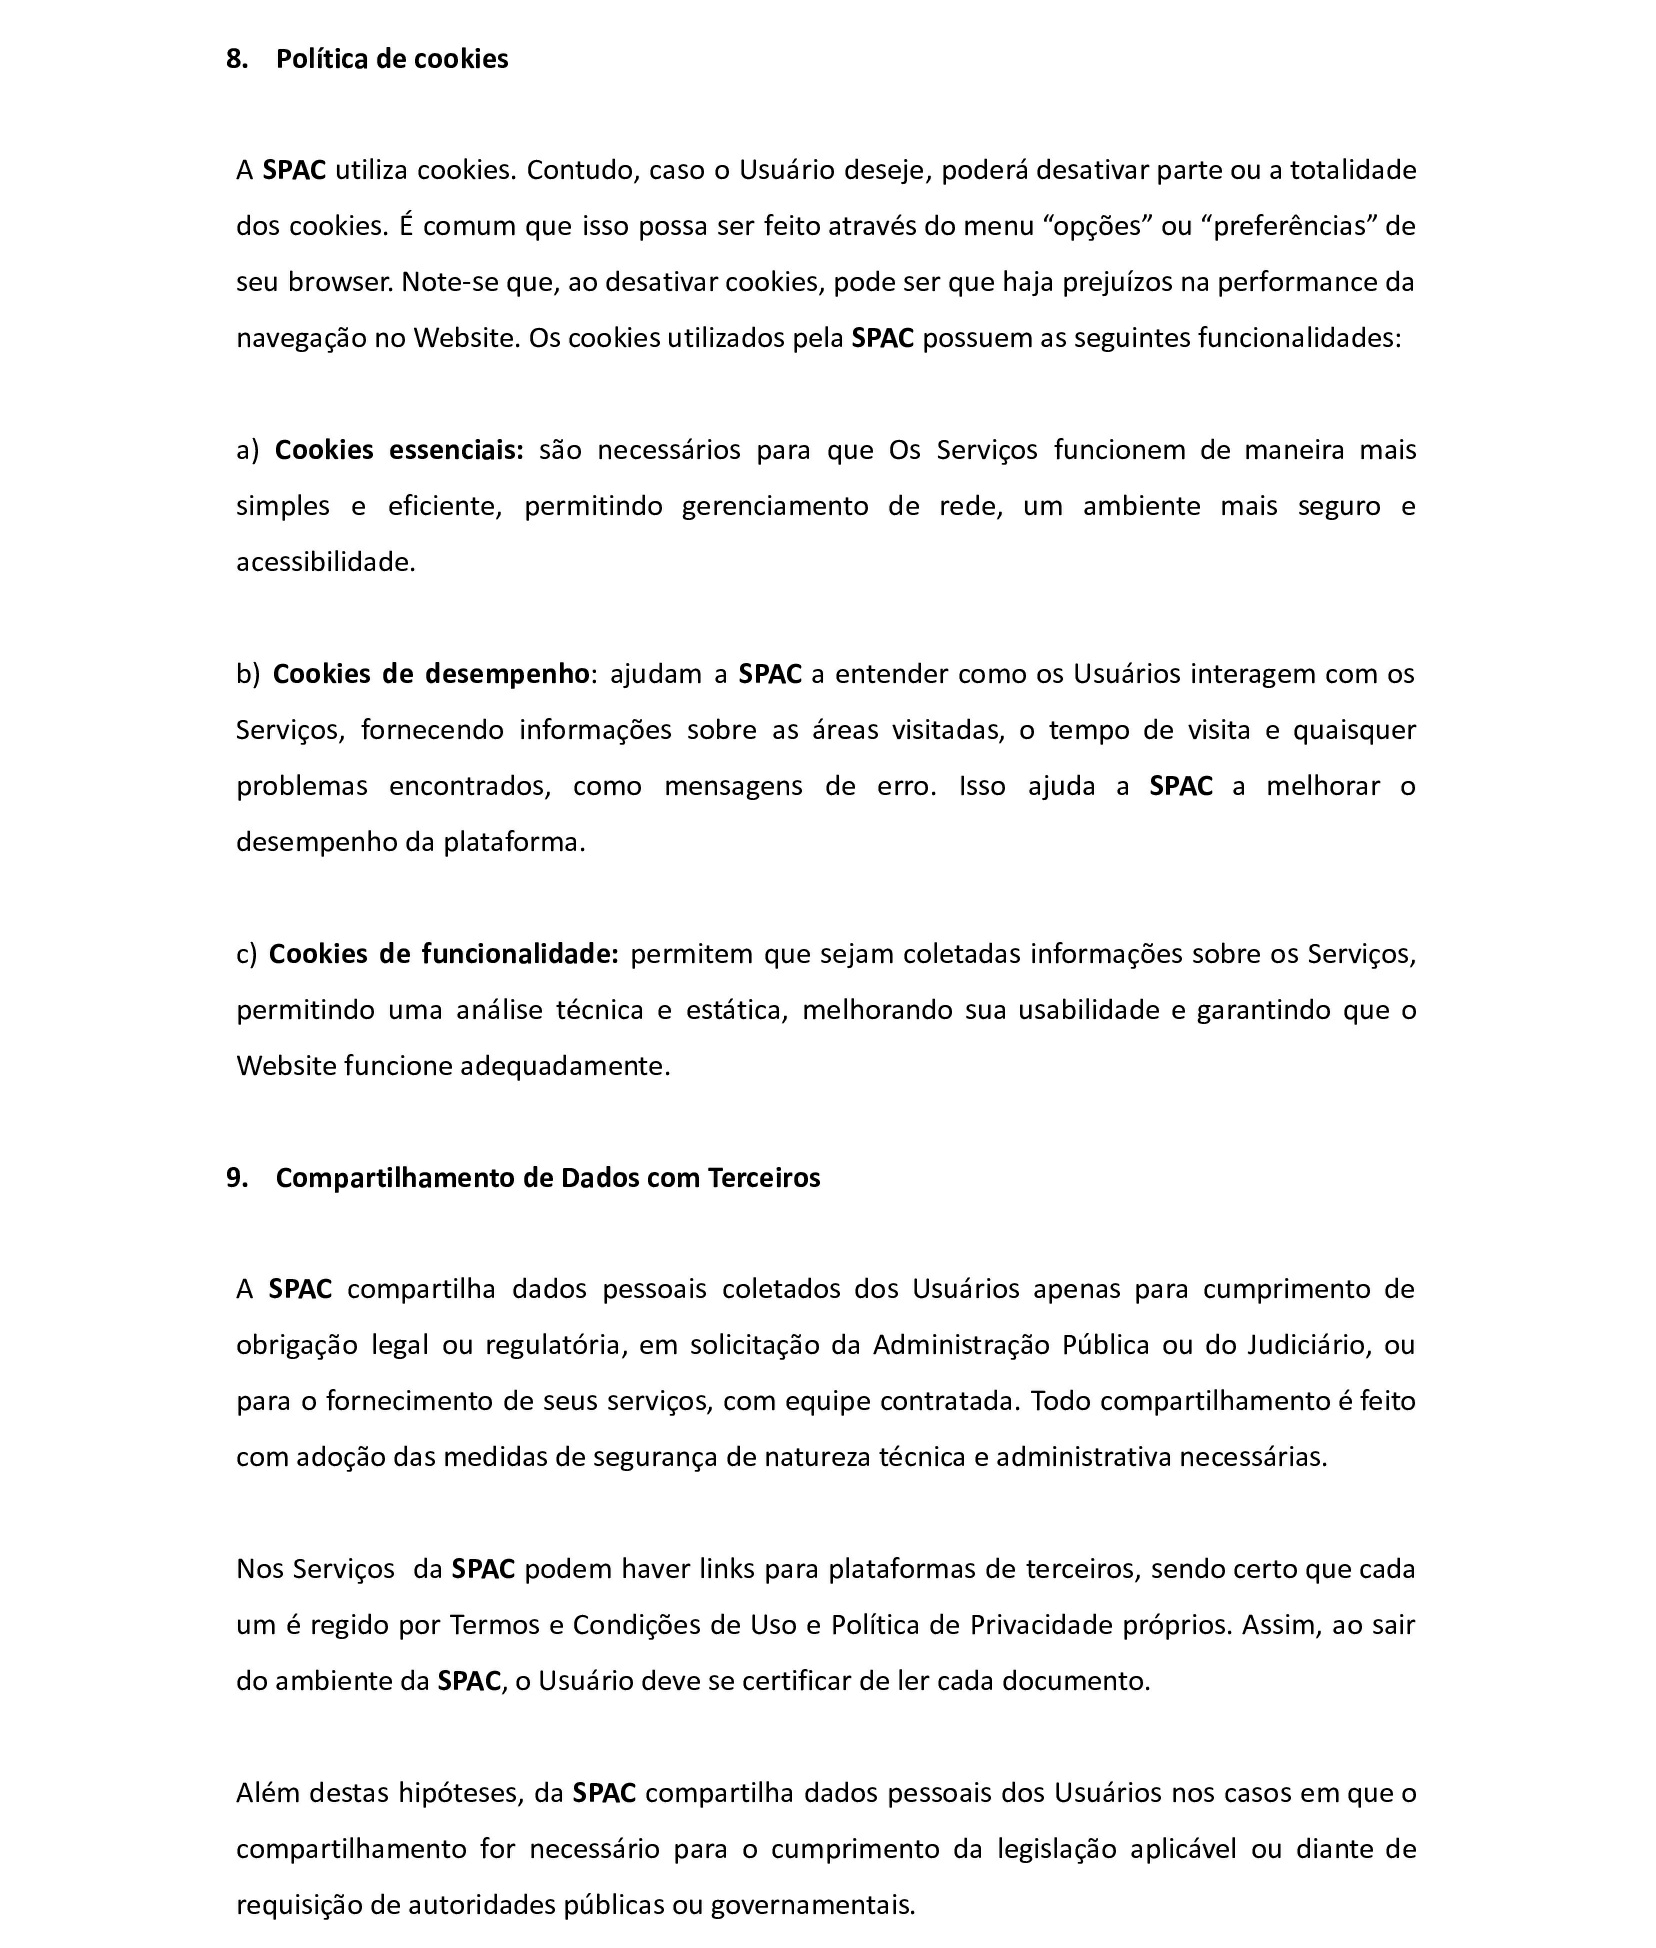 8. Política de cookies
A SPAC utiliza cookies. Contudo, caso o Usuário deseje, poderá desativar parte ou a totalidade
dos cookies. É comum que isso possa ser feito através do menu “opções” ou “preferências” de
seu browser. Note-se que, ao desativar cookies, pode ser que haja prejuízos na performance da
navegação no Website. Os cookies utilizados pela SPAC possuem as seguintes funcionalidades:
a) Cookies essenciais: são necessários para que Os Serviços funcionem de maneira mais
simples e eficiente, permitindo gerenciamento de rede, um ambiente mais seguro e
acessibilidade.
b) Cookies de desempenho: ajudam a SPAC a entender como os Usuários interagem com os
Serviços, fornecendo informações sobre as áreas visitadas, o tempo de visita e quaisquer
problemas encontrados, como mensagens de erro. Isso ajuda a SPAC a melhorar o
desempenho da plataforma.
c) Cookies de funcionalidade: permitem que sejam coletadas informações sobre os Serviços,
permitindo uma análise técnica e estática, melhorando sua usabilidade e garantindo que o
Website funcione adequadamente.
9. Compartilhamento de Dados com Terceiros
A SPAC compartilha dados pessoais coletados dos Usuários apenas para cumprimento de
obrigação legal ou regulatória, em solicitação da Administração Pública ou do Judiciário, ou
para o fornecimento de seus serviços, com equipe contratada. Todo compartilhamento é feito
com adoção das medidas de segurança de natureza técnica e administrativa necessárias.
Nos Serviços  da SPAC podem haver links para plataformas de terceiros, sendo certo que cada
um é regido por Termos e Condições de Uso e Política de Privacidade próprios. Assim, ao sair
do ambiente da SPAC, o Usuário deve se certificar de ler cada documento.
Além destas hipóteses, da SPAC compartilha dados pessoais dos Usuários nos casos em que o
compartilhamento for necessário para o cumprimento da legislação aplicável ou diante de
requisição de autoridades públicas ou governamentais.